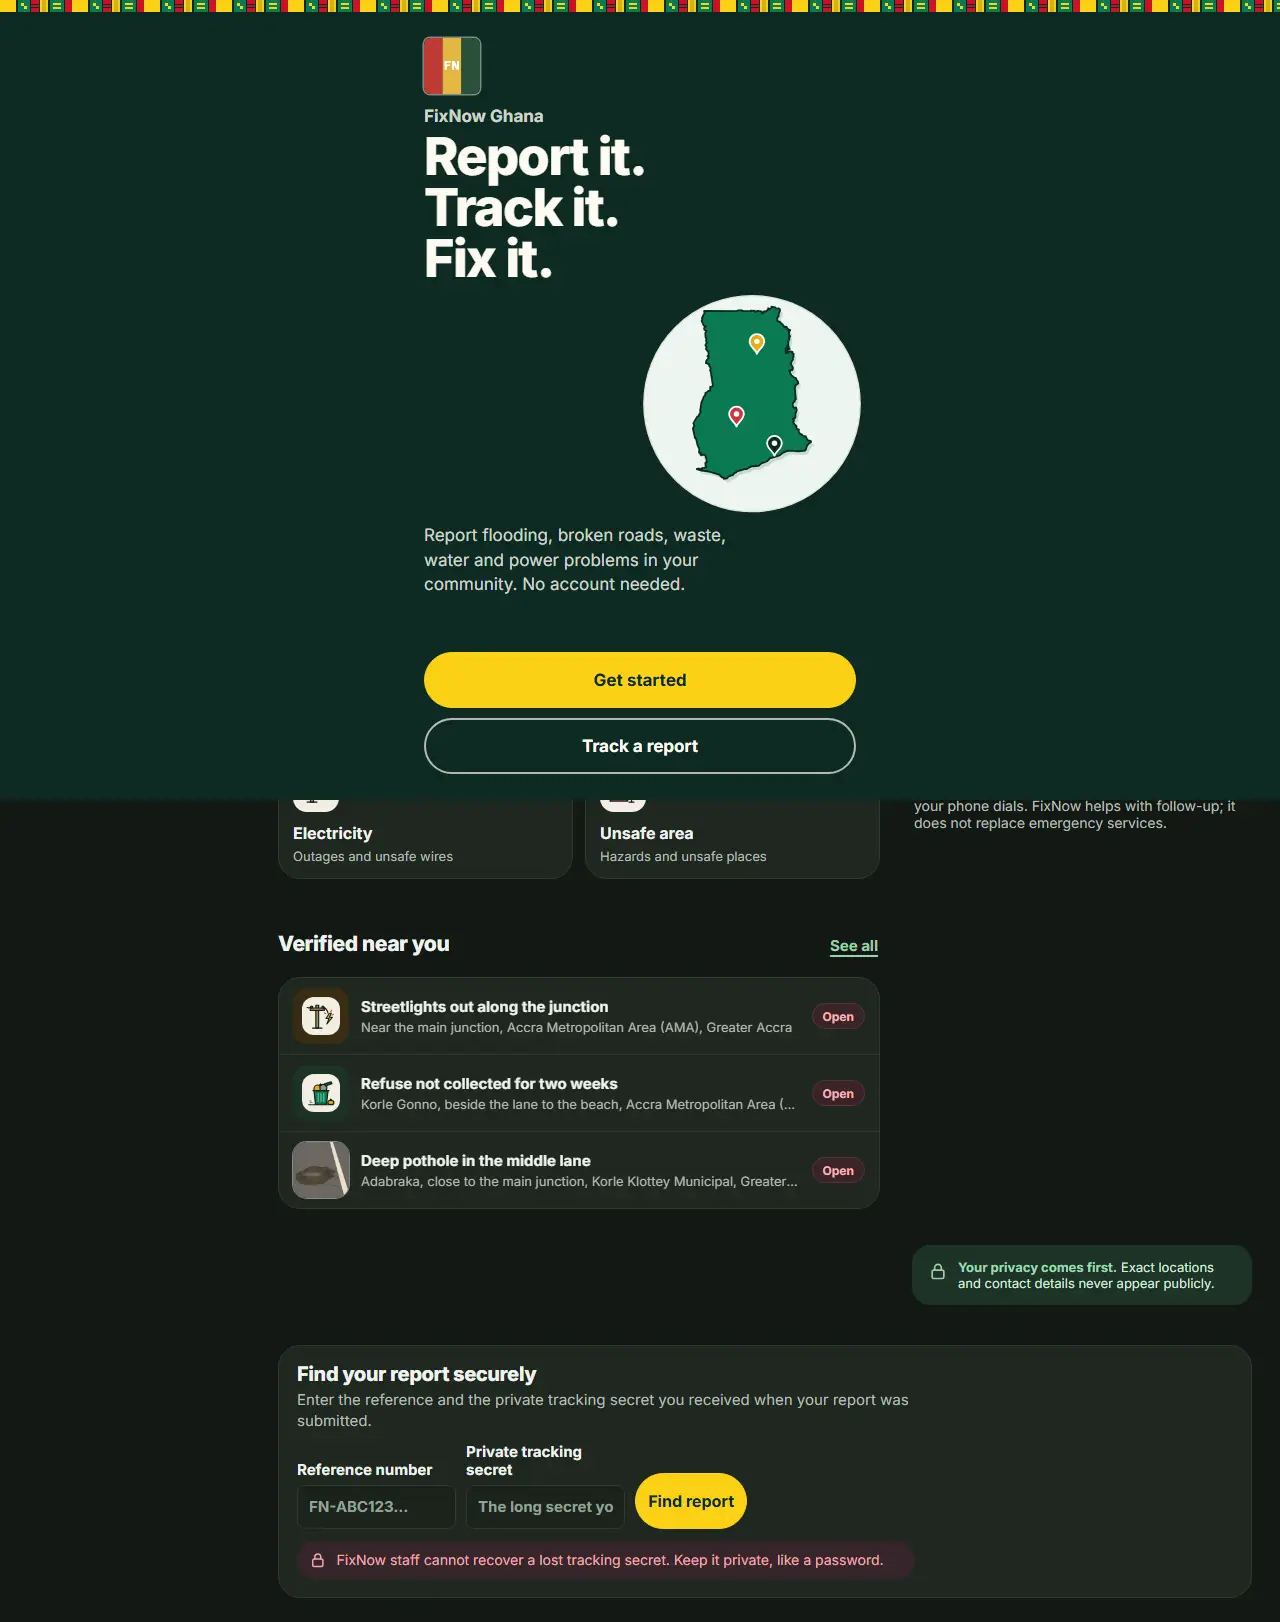 FN
FixNow Ghana
Report it.
Track it.
Fix it.
Report flooding, broken roads, waste,
water and power problems in your
community. No account needed.
Get started
Track a report
Electricity
Outages and unsafe wires
Unsafe area
Hazards and unsafe places
your phone dials. FixNow helps with follow-up; it
does not replace emergency services.
Verified near you
See all
Streetlights out along the junction
Near the main junction, Accra Metropolitan Area (AMA), Greater Accra
Open
Refuse not collected for two weeks
Korle Gonno, beside the lane to the beach, Accra Metropolitan Area (...
Open
Deep pothole in the middle lane
Adabraka, close to the main junction, Korle Klottey Municipal, Greater...
Open
Your privacy comes first. Exact locations
and contact details never appear publicly.
Find your report securely
Enter the reference and the private tracking secret you received when your report was
submitted.
Reference number
FN-ABC123...
Private tracking
secret
The long secret yo
Find report
FixNow staff cannot recover a lost tracking secret. Keep it private, like a password.